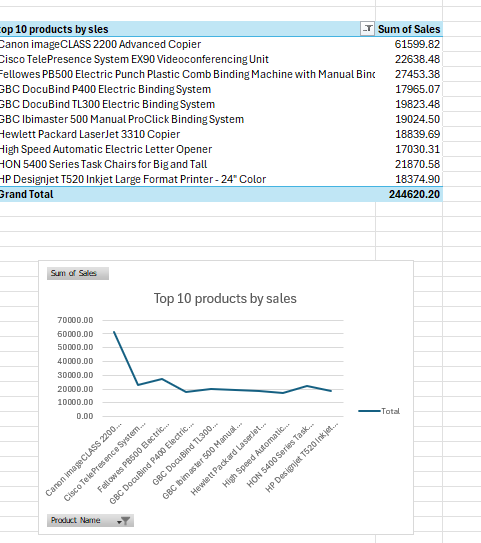 top 10 products by sles Sum of Sales
Canon imageCLASS 2200 Advanced Copier 61599.82
Cisco TelePresence System EX90 Videoconferencing Unit 22638.48
Fellowes PB500 Electric Punch Plastic Comb Binding Machine with Manual Bind 27453.38
GBC DocuBind P400 Electric Binding System 17965.07
GBC DocuBind TL300 Electric Binding System 19823.48
GBC Ibimaster 500 Manual ProClick Binding System 19024.50
Hewlett Packard LaserJet 3310 Copier 18839.69
High Speed Automatic Electric Letter Opener 17030.31
HON 5400 Series Task Chairs for Big and Tall 21870.58
HP Designjet T520 Inkjet Large Format Printer - 24" Color 18374.90
Grand Total 244620.20
Sum of Sales
Top 10 products by sales
70000.00
60000.00
50000.00
40000.00
30000.00
20000.00
10000.00
0.00
Canon imageCLASS 2200...
Cisco TelePresence System...
Fellowes PB500 Electric...
GBC DocuBind P400 Electric...
GBC DocuBind TL300...
GBC Ibimaster 500 Manual...
Hewlett Packard LaserJet...
High Speed Automatic...
HON 5400 Series Task...
HP Designjet T520 Inkjet...
Total
Product Name